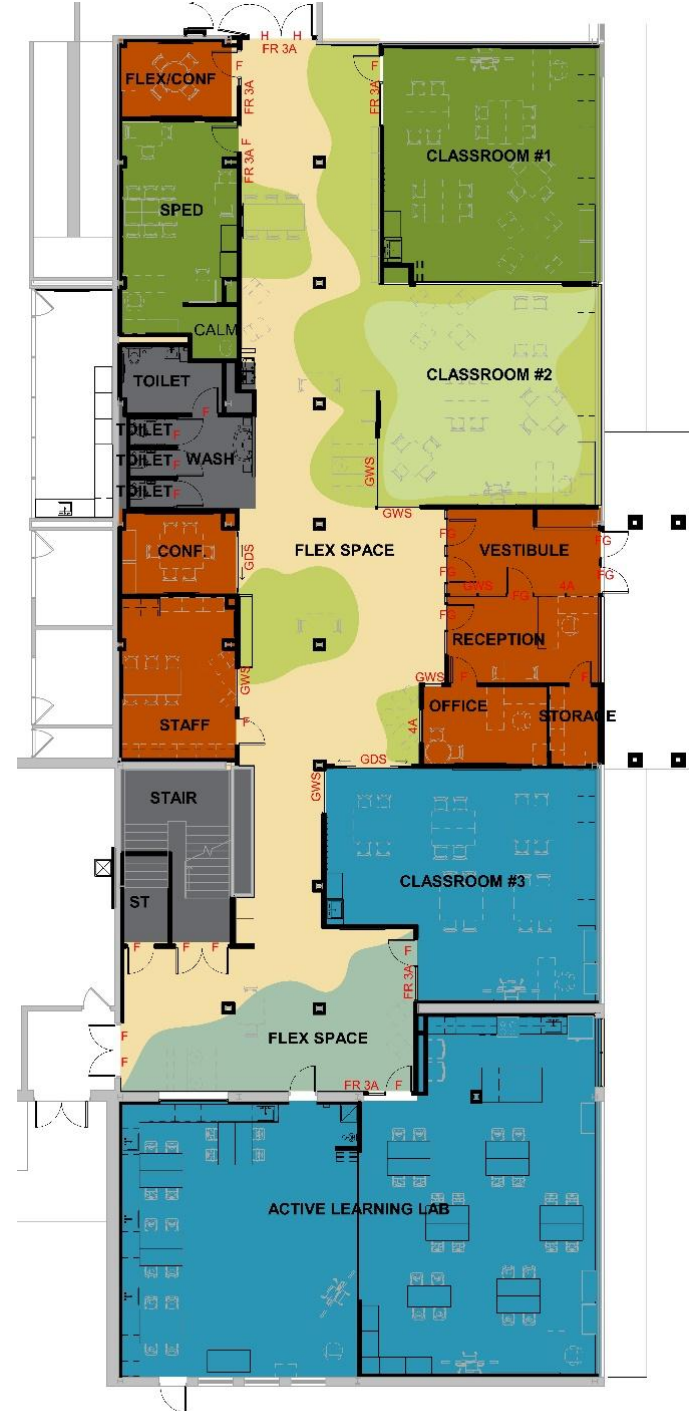 H H
FR 3A
FLEX/CONF
F
F
FR 3A
FR 3A
F
CLASSROOM #1
SPED
CALM
TOILET
F
CLASSROOM #2
TOILET
F
TOILET
F
WASH
TOILET
F
GWS
GWS
CONF.
GDS
FLEX SPACE
FG
FG
VESTIBULE
FG
FG
GWS
FG
4A
FG
RECEPTION
GWS
F
F
GWS
OFFICE
STORAGE
STAFF
F
4A
GDS
STAIR
GWS
CLASSROOM #3
ST
F
F
F
F
FR 3A
F
F
FLEX SPACE
FR 3A
F
ACTIVE LEARNING LAB